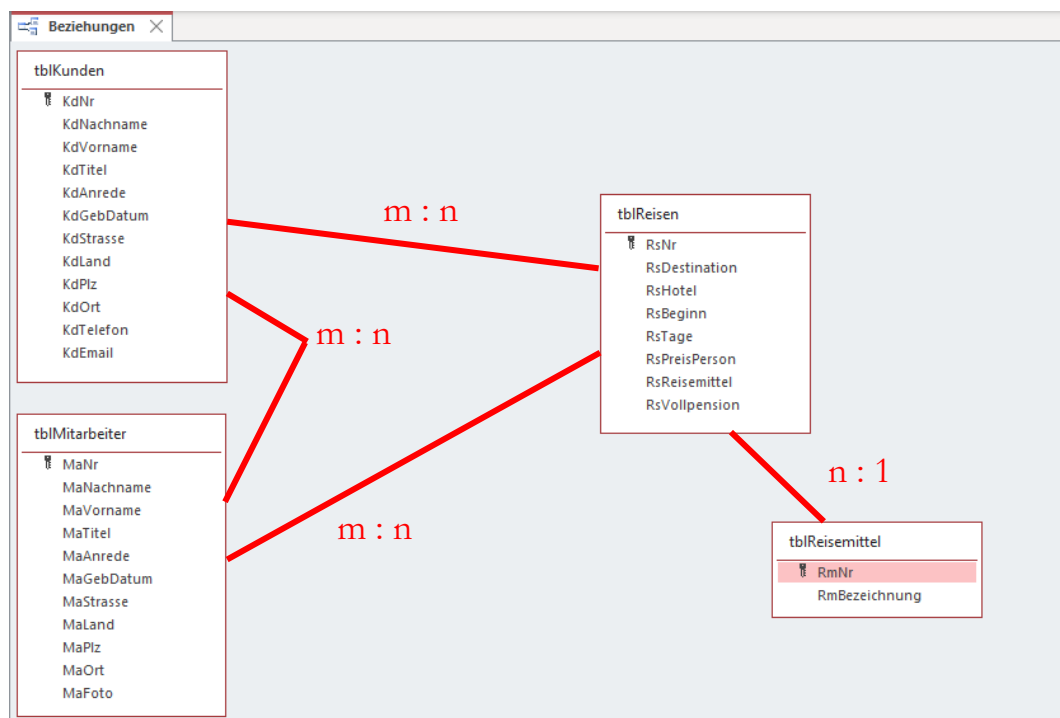 Beziehungen
tblKunden
KdNr
KdNachname
KdVorname
KdTitel
KdAnrede
KdGebDatum
KdStrasse
KdLand
KdPlz
KdOrt
KdTelefon
KdEmail
m : n
tblReisen
RsNr
RsDestination
RsHotel
RsBeginn
RsTage
RsPreisPerson
RsReisemittel
RsVollpension
m : n
tblMitarbeiter
MaNr
MaNachname
MaVorname
MaTitel
MaAnrede
MaGebDatum
MaStrasse
MaLand
MaPlz
MaOrt
MaFoto
m : n
n : 1
tblReisemittel
RmNr
RmBezeichnung